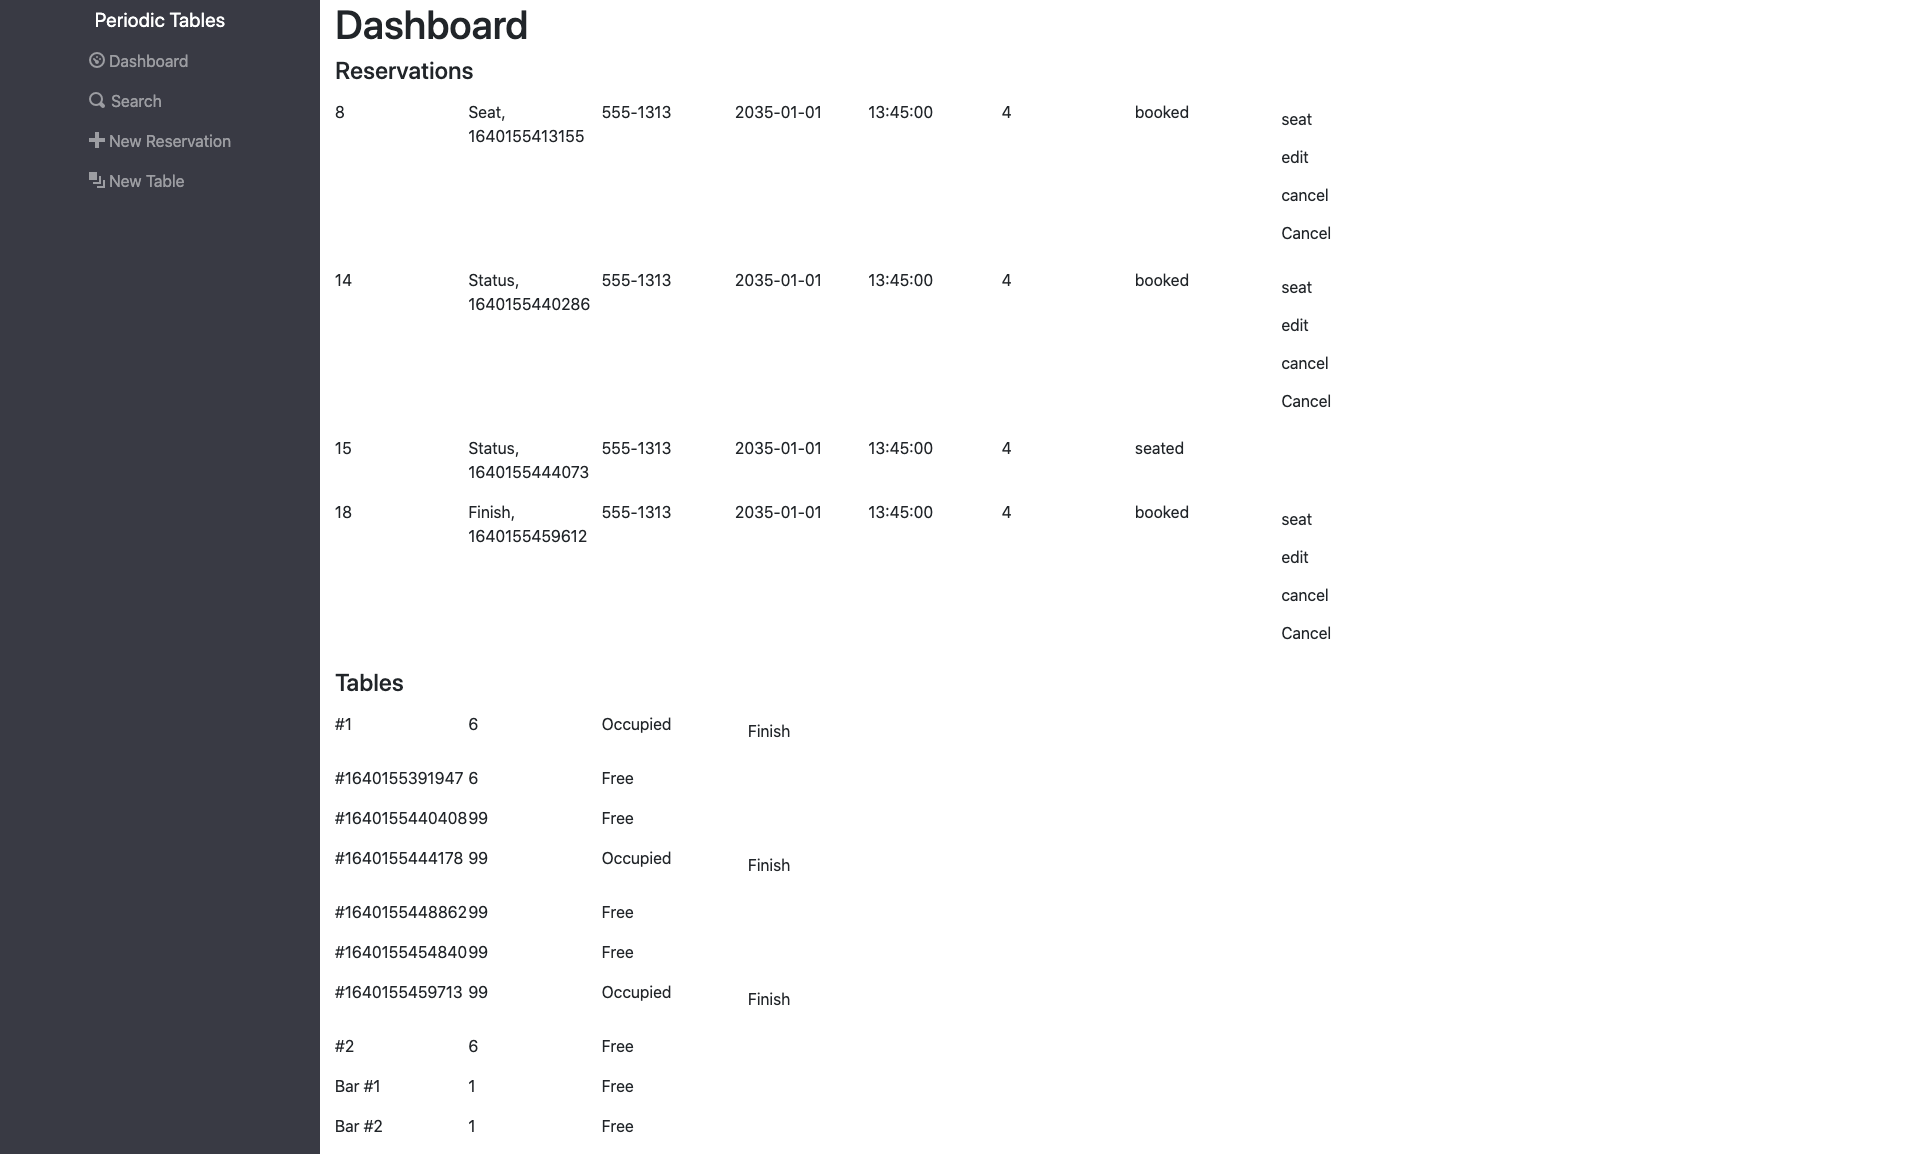 Periodic Tables
Dashboard
Search
New Reservation
New Table
Dashboard
Reservations
8 Seat, 555-1313 2035-01-01 13:45:00 4 booked
1640155413155
seat
edit
cancel
Cancel
14 Status, 555-1313 2035-01-01 13:45:00 4 booked
1640155440286
seat
edit
cancel
Cancel
15 Status, 555-1313 2035-01-01 13:45:00 4 seated
1640155444073
18 Finish, 555-1313 2035-01-01 13:45:00 4 booked
1640155459612
seat
edit
cancel
Cancel
Tables
#1 6 Occupied Finish
#1640155391947 6 Free
#1640155440408 99 Free
#1640155444178 99 Occupied Finish
#1640155448862 99 Free
#1640155454840 99 Free
#1640155459713 99 Occupied Finish
#2 6 Free
Bar #1 1 Free
Bar #2 1 Free